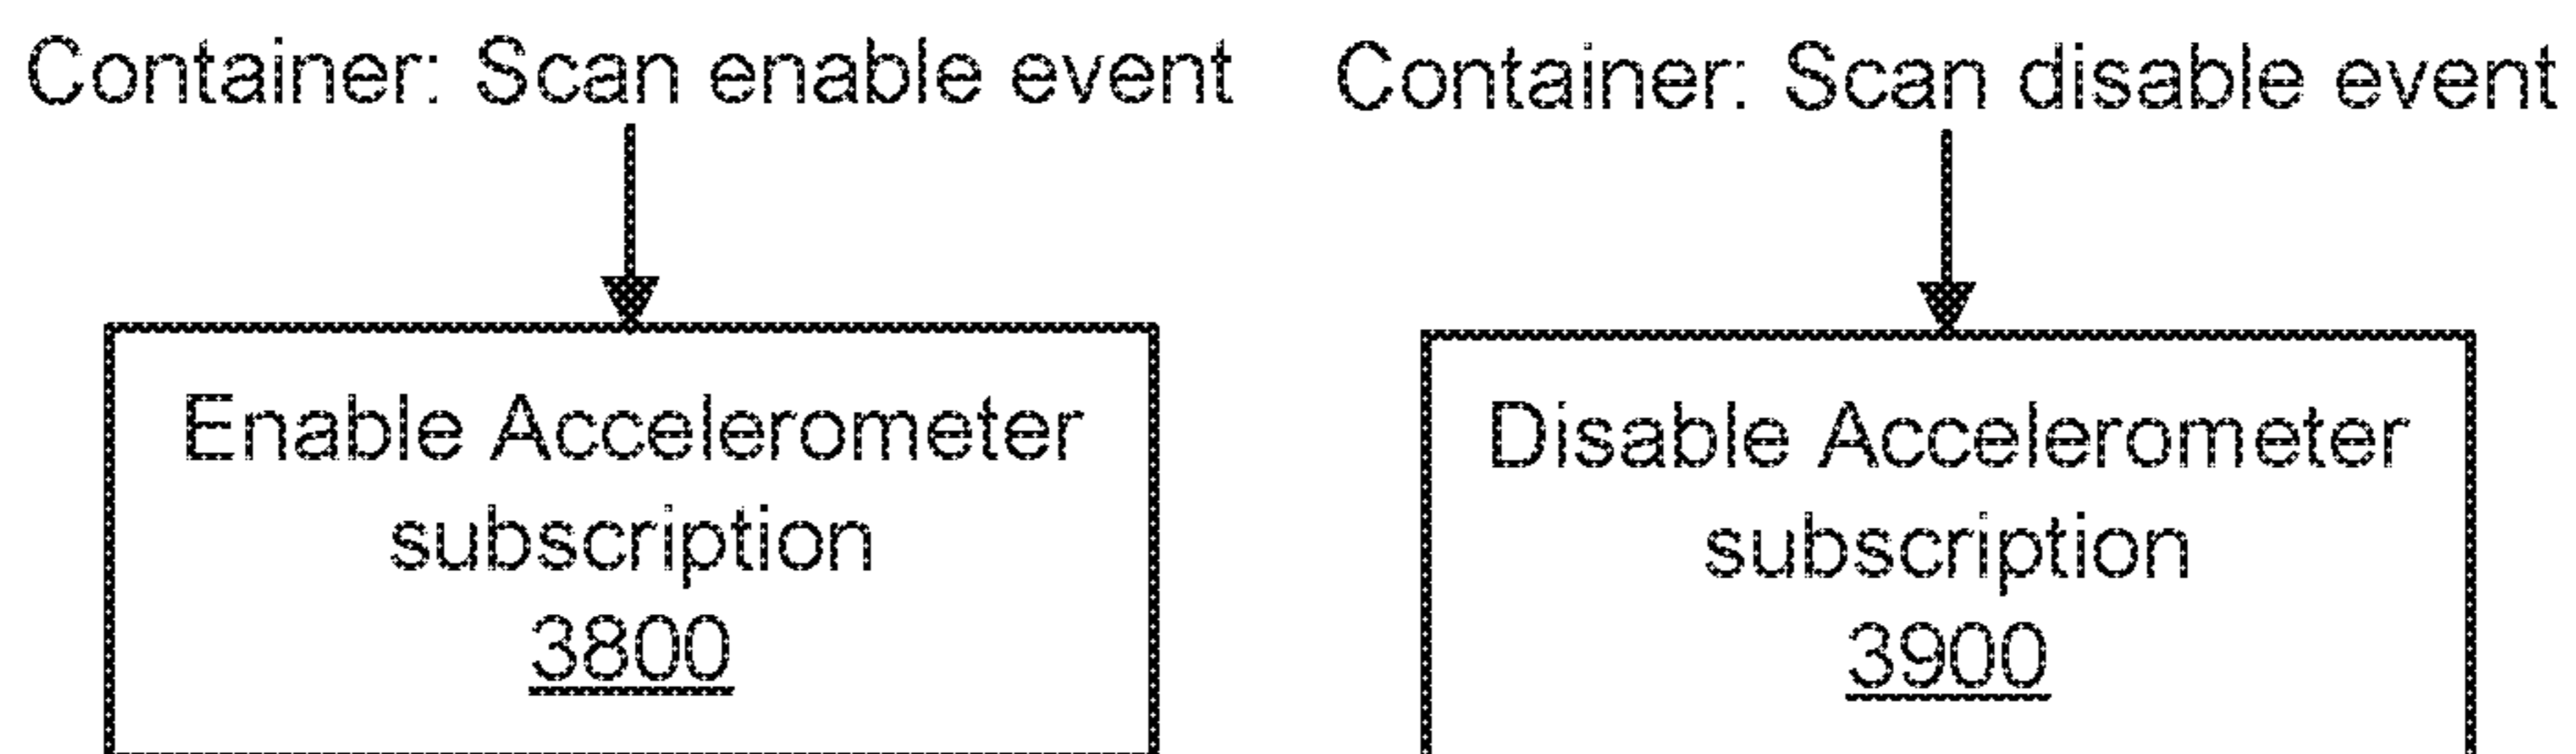 Container: Scan enable event
Enable Accelerometer
subscription
3800
Container: Scan disable event
Disable Accelerometer
subscription
3900